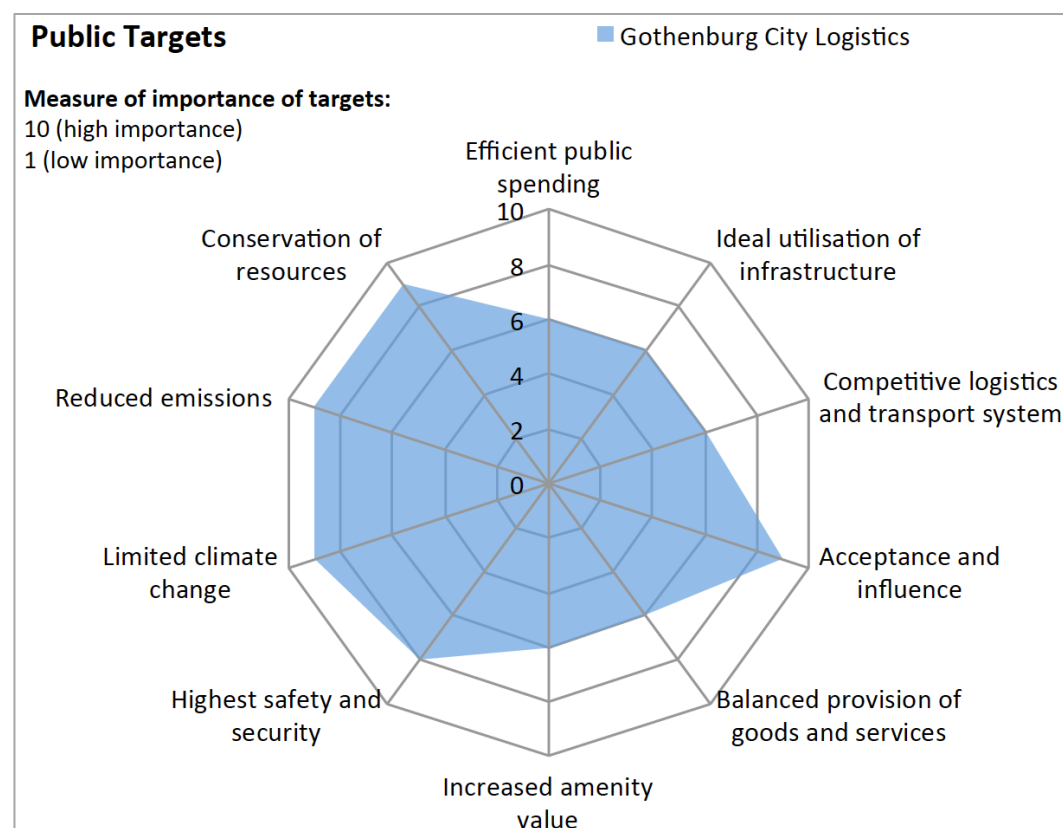 Public Targets
Gothenburg City Logistics
Measure of importance of targets:
10 (high importance)
1 (low importance)
Efficient public
spending
Conservation of
resources
Ideal utilisation of
infrastructure
10
8
6
4
2
0
Reduced emissions
Competitive logistics
and transport system
Limited climate
change
Acceptance and
influence
Highest safety and
security
Balanced provision of
goods and services
Increased amenity
value